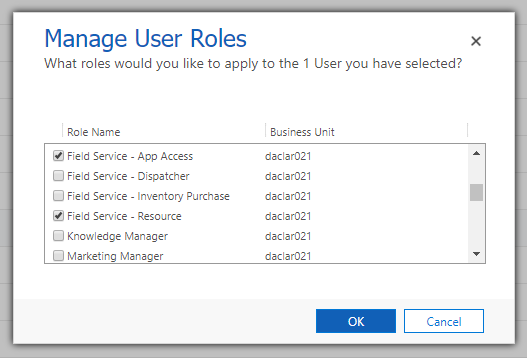 Manage User Roles
What roles would you like to apply to the 1 User you have selected?
Role Name Business Unit
Field Service - App Access daclar021
Field Service - Dispatcher daclar021
Field Service - Inventory Purchase daclar021
Field Service - Resource daclar021
Knowledge Manager daclar021
Marketing Manager daclar021
OK Cancel